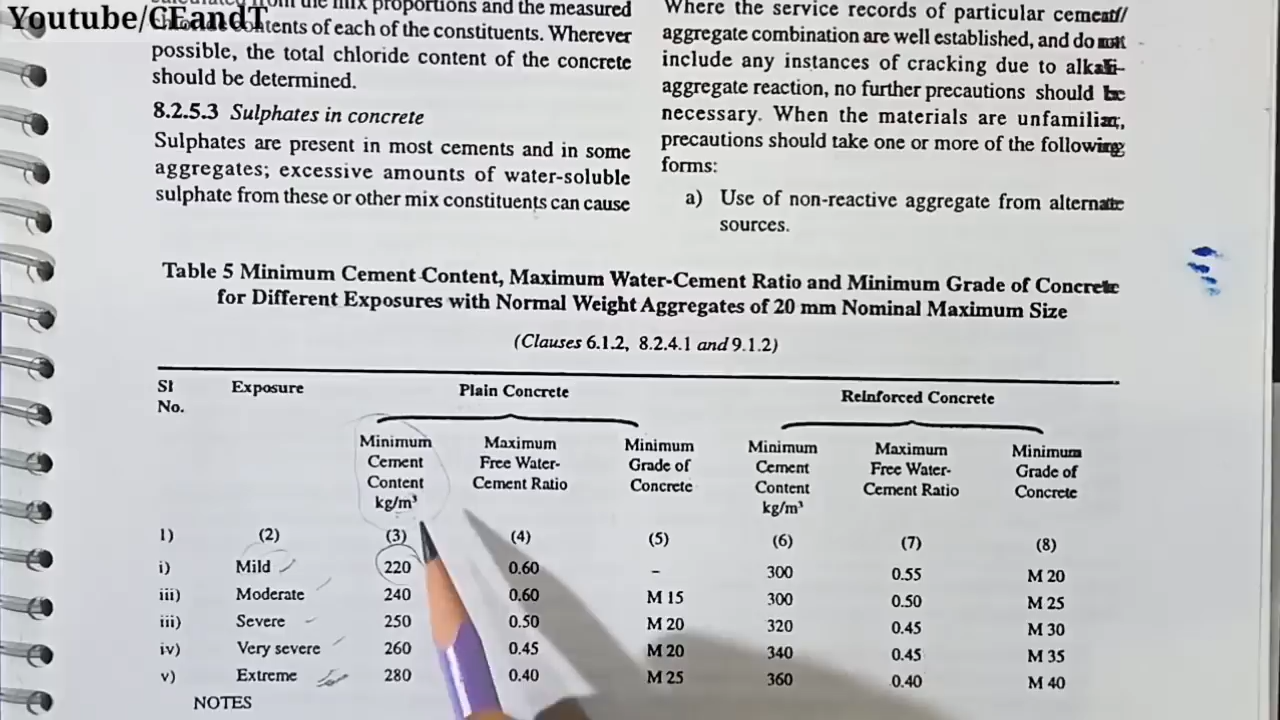 Youtube/CEandT
from the mix proportions and the measured
contents of each of the constituents. Wherever
possible, the total chloride content of the concrete
should be determined.
8.2.5.3 Sulphates in concrete
Sulphates are present in most cements and in some
aggregates; excessive amounts of water-soluble
sulphate from these or other mix constituents can cause
Where the service records of particular cement/
aggregate combination are well established, and do not
include any instances of cracking due to alkali-
aggregate reaction, no further precautions should be
necessary. When the materials are unfamiliar,
precautions should take one or more of the following
forms:
a) Use of non-reactive aggregate from alternate
sources.
Table 5 Minimum Cement Content, Maximum Water-Cement Ratio and Minimum Grade of Concrete
for Different Exposures with Normal Weight Aggregates of 20 mm Nominal Maximum Size
(Clauses 6.1.2, 8.2.4.1 and 9.1.2)
Sl Exposure Plain Concrete Reinforced Concrete
No.
Minimum Maximum Minimum Minimum Maximum Minimum
Cement Free Water- Grade of Cement Free Water- Grade of
Content Cement Ratio Concrete Content Cement Ratio Concrete
kg/m³ kg/m³
1) (2) (3) (4) (5) (6) (7) (8)
i) Mild 220 0.60 – 300 0.55 M 20
iii) Moderate 240 0.60 M 15 300 0.50 M 25
iii) Severe 250 0.50 M 20 320 0.45 M 30
iv) Very severe 260 0.45 M 20 340 0.45 M 35
v) Extreme 280 0.40 M 25 360 0.40 M 40
NOTES